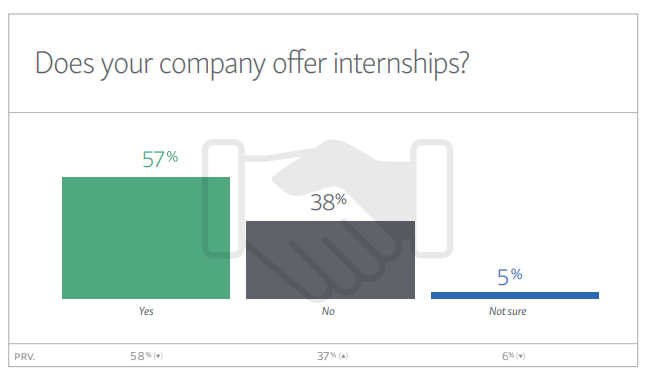 Does your company offer internships?
57%
38%
5%
Yes No Not sure
PRV. 58% (▼) 37% (▲) 6% (▼)